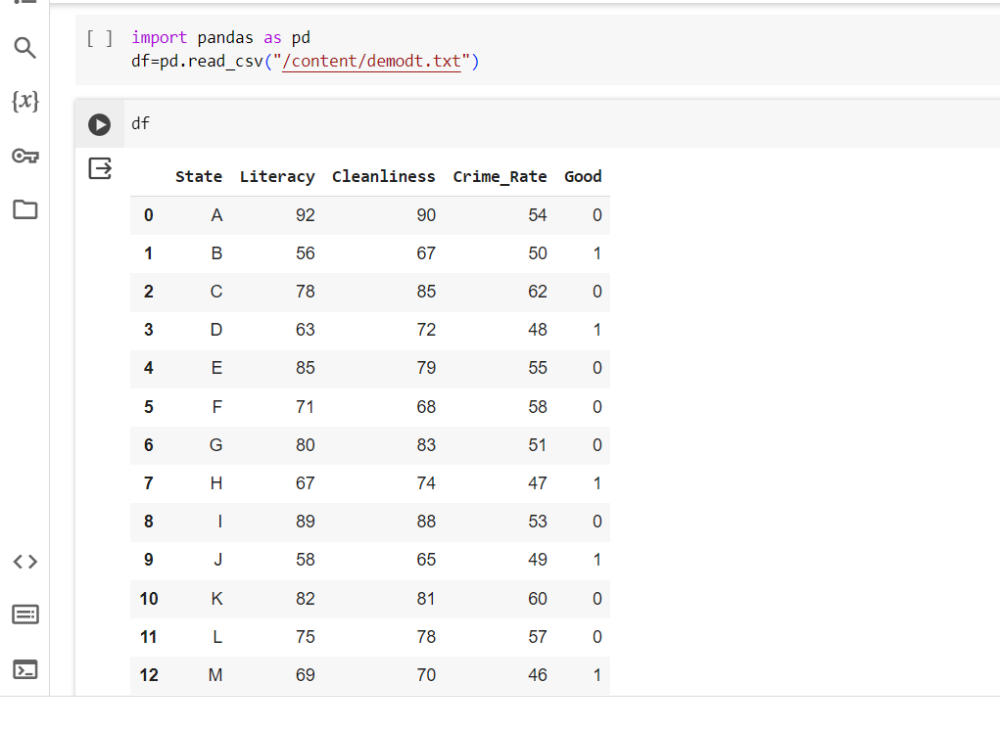 [ ] import pandas as pd
df=pd.read_csv("/content/demodt.txt")
{x}
df
State Literacy Cleanliness Crime_Rate Good
0 A 92 90 54 0
1 B 56 67 50 1
2 C 78 85 62 0
3 D 63 72 48 1
4 E 85 79 55 0
5 F 71 68 58 0
6 G 80 83 51 0
7 H 67 74 47 1
8 I 89 88 53 0
9 J 58 65 49 1
10 K 82 81 60 0
11 L 75 78 57 0
12 M 69 70 46 1